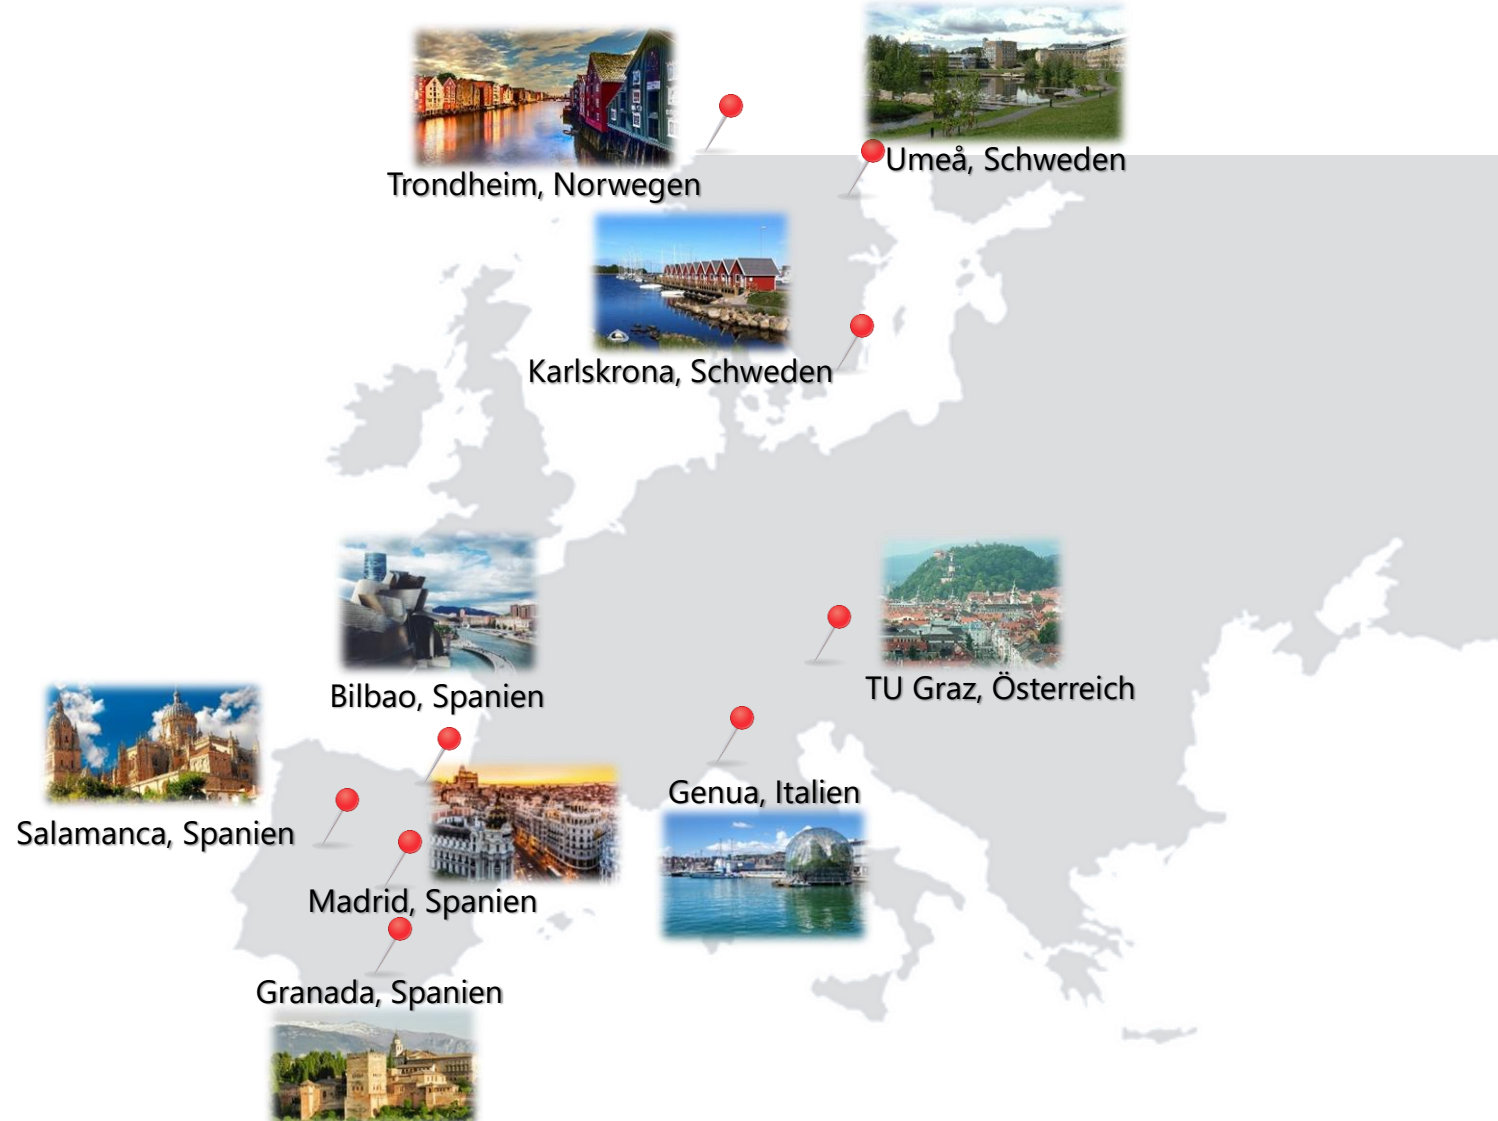 Umeå, Schweden
Trondheim, Norwegen
Karlskrona, Schweden
TU Graz, Österreich
Bilbao, Spanien
Genua, Italien
Salamanca, Spanien
Madrid, Spanien
Granada, Spanien